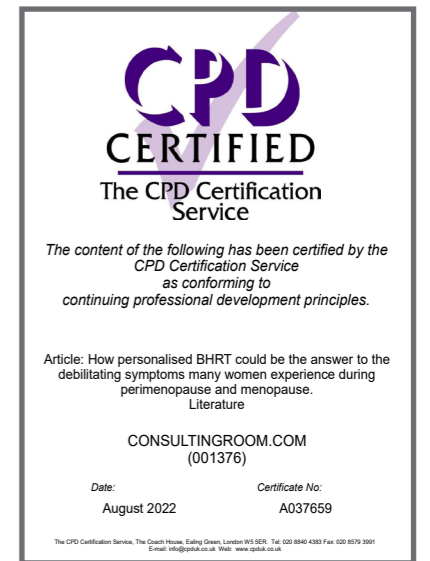 CPD
CERTIFIED
The CPD Certification
Service
The content of the following has been certified by the
CPD Certification Service
as conforming to
continuing professional development principles.
Article: How personalised BHRT could be the answer to the
debilitating symptoms many women experience during
perimenopause and menopause.
Literature
CONSULTINGROOM.COM
(001376)
Date: Certificate No:
August 2022 A037659
The CPD Certification Service, The Coach House, Ealing Green, London W5 5ER. Tel: 020 8840 4383 Fax: 020 8579 3991
E-mail: info@cpduk.co.uk Web: www.cpduk.co.uk